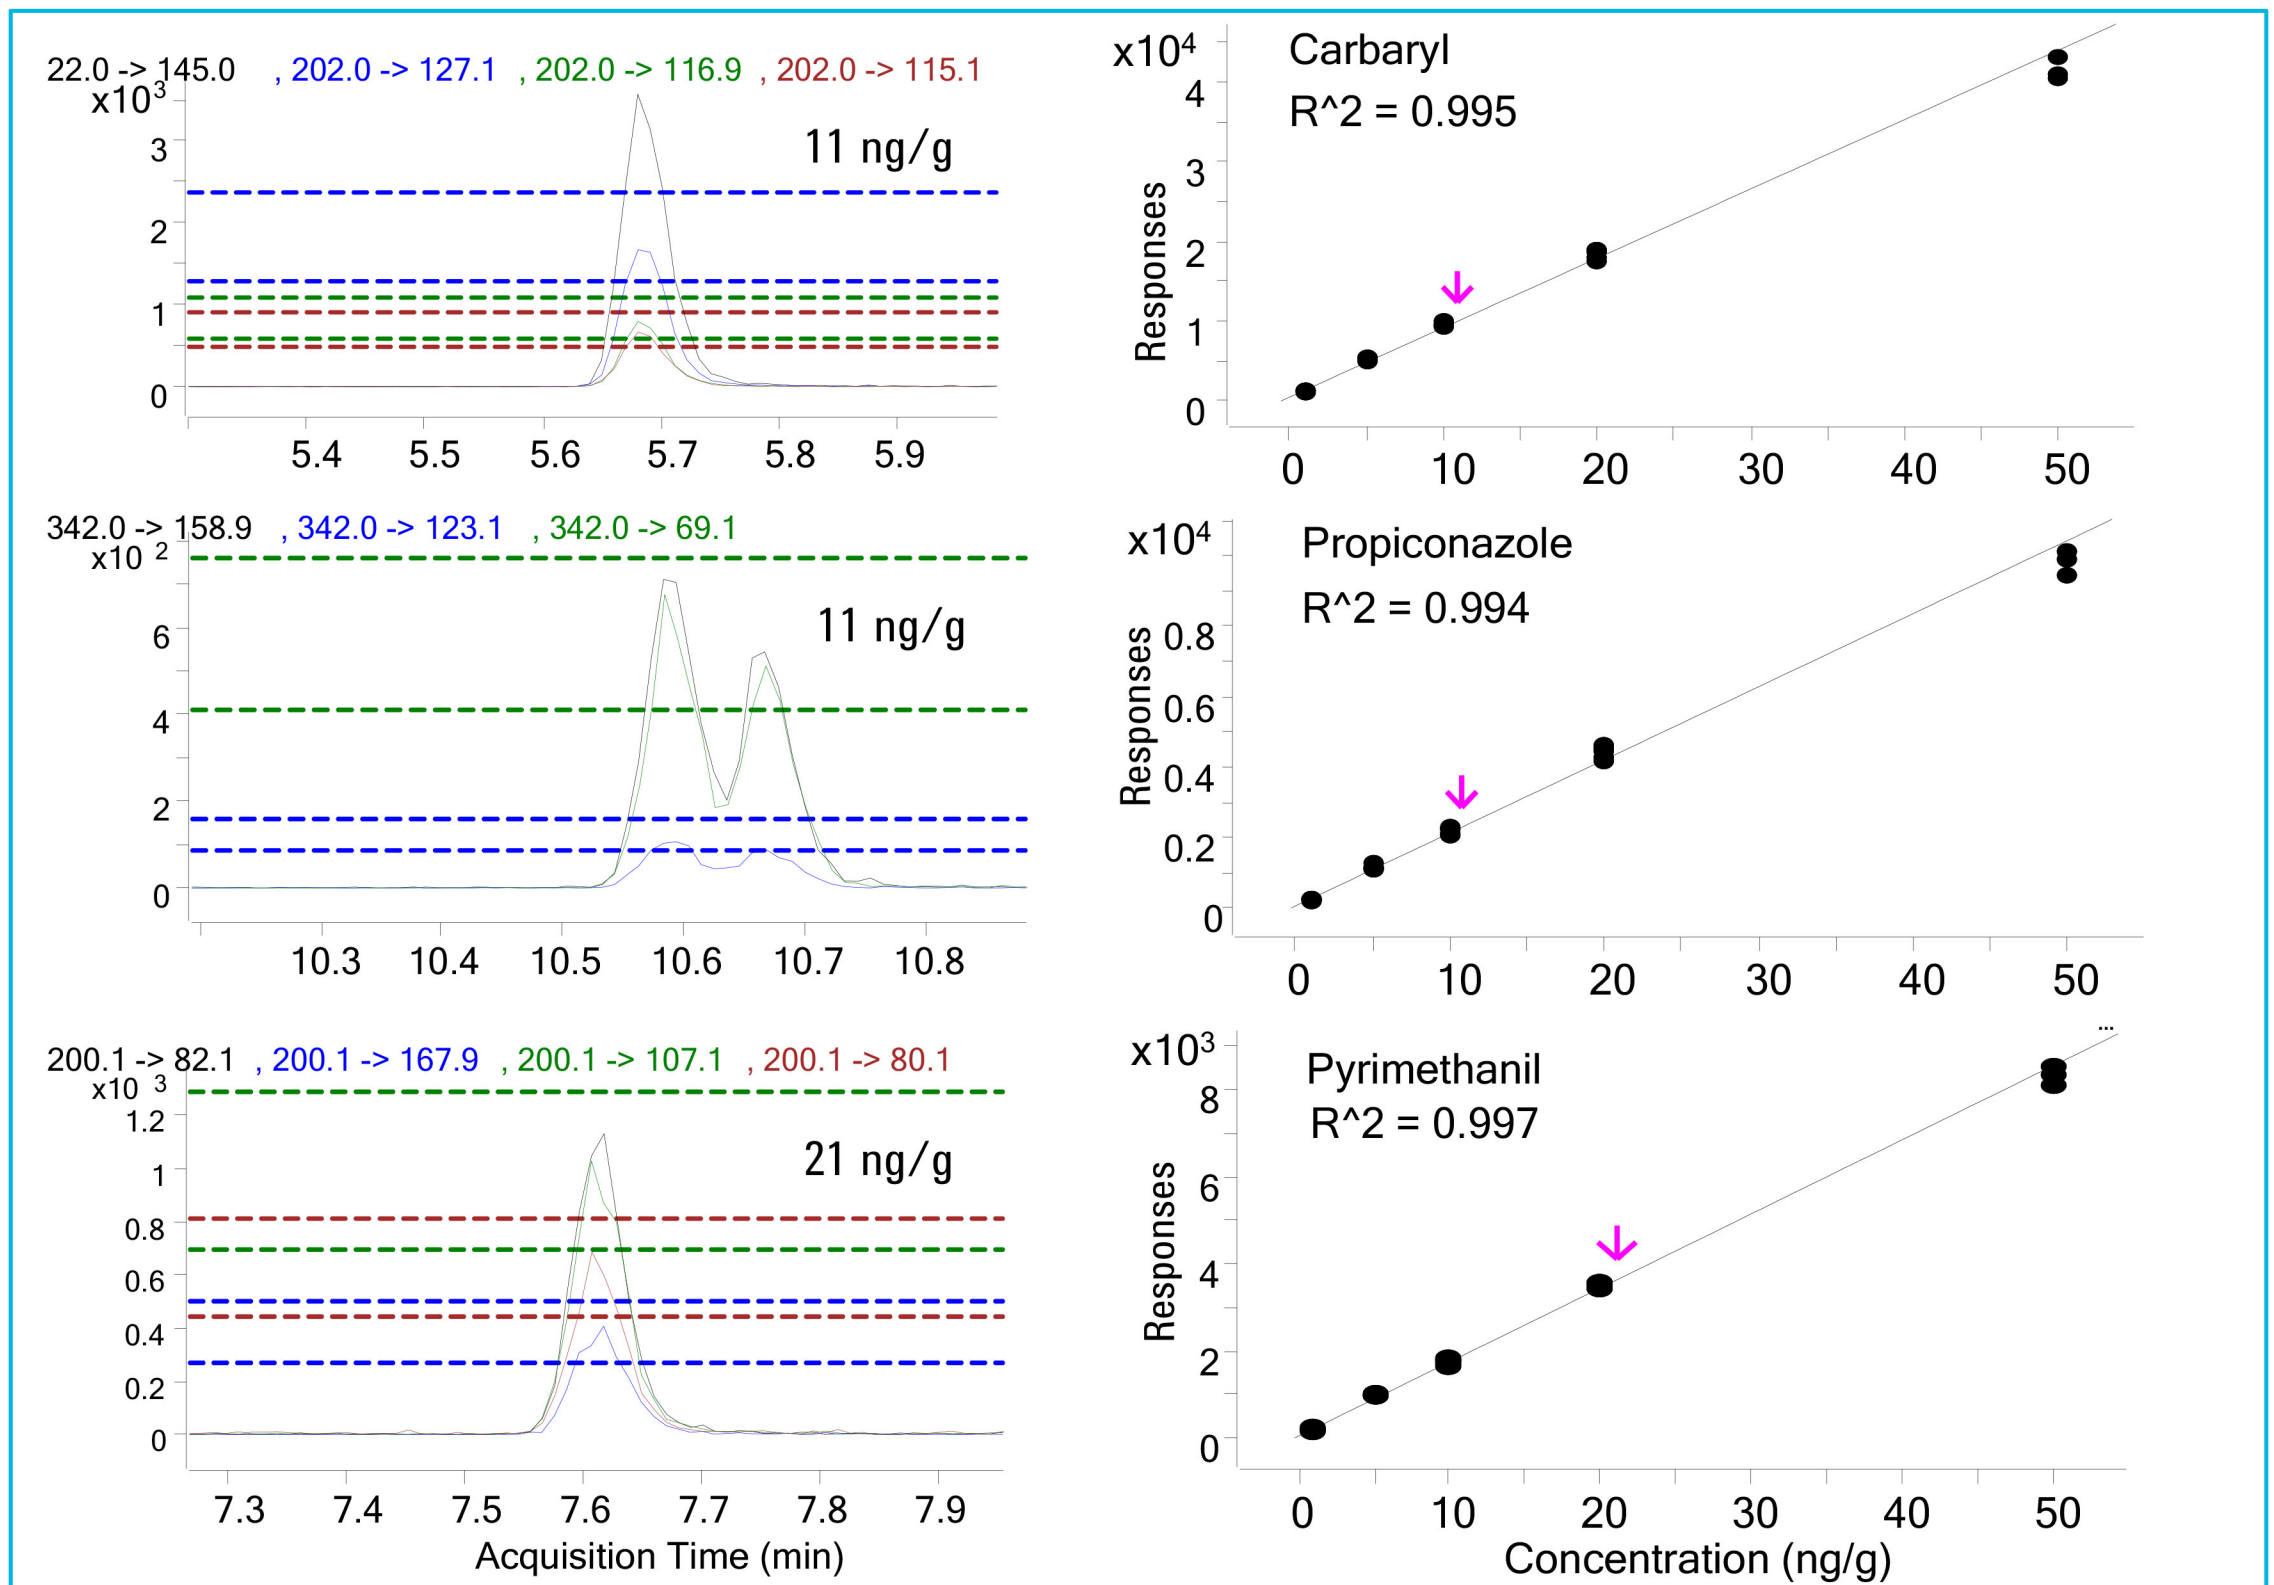 22.0 -> 145.0 , 202.0 -> 127.1 , 202.0 -> 116.9 , 202.0 -> 115.1
x10³
3
2
1
0
11 ng/g
5.4 5.5 5.6 5.7 5.8 5.9
x10⁴
Carbaryl
R^2 = 0.995
Responses
4
3
2
1
0
0 10 20 30 40 50
342.0 -> 158.9 , 342.0 -> 123.1 , 342.0 -> 69.1
x10 ²
6
4
2
0
11 ng/g
10.3 10.4 10.5 10.6 10.7 10.8
x10⁴
Propiconazole
R^2 = 0.994
Responses
0.8
0.6
0.4
0.2
0
0 10 20 30 40 50
200.1 -> 82.1 , 200.1 -> 167.9 , 200.1 -> 107.1 , 200.1 -> 80.1
x10 ³
1.2
1
0.8
0.6
0.4
0.2
0
21 ng/g
7.3 7.4 7.5 7.6 7.7 7.8 7.9
Acquisition Time (min)
...
x10³
Pyrimethanil
R^2 = 0.997
Responses
8
6
4
2
0
0 10 20 30 40 50
Concentration (ng/g)